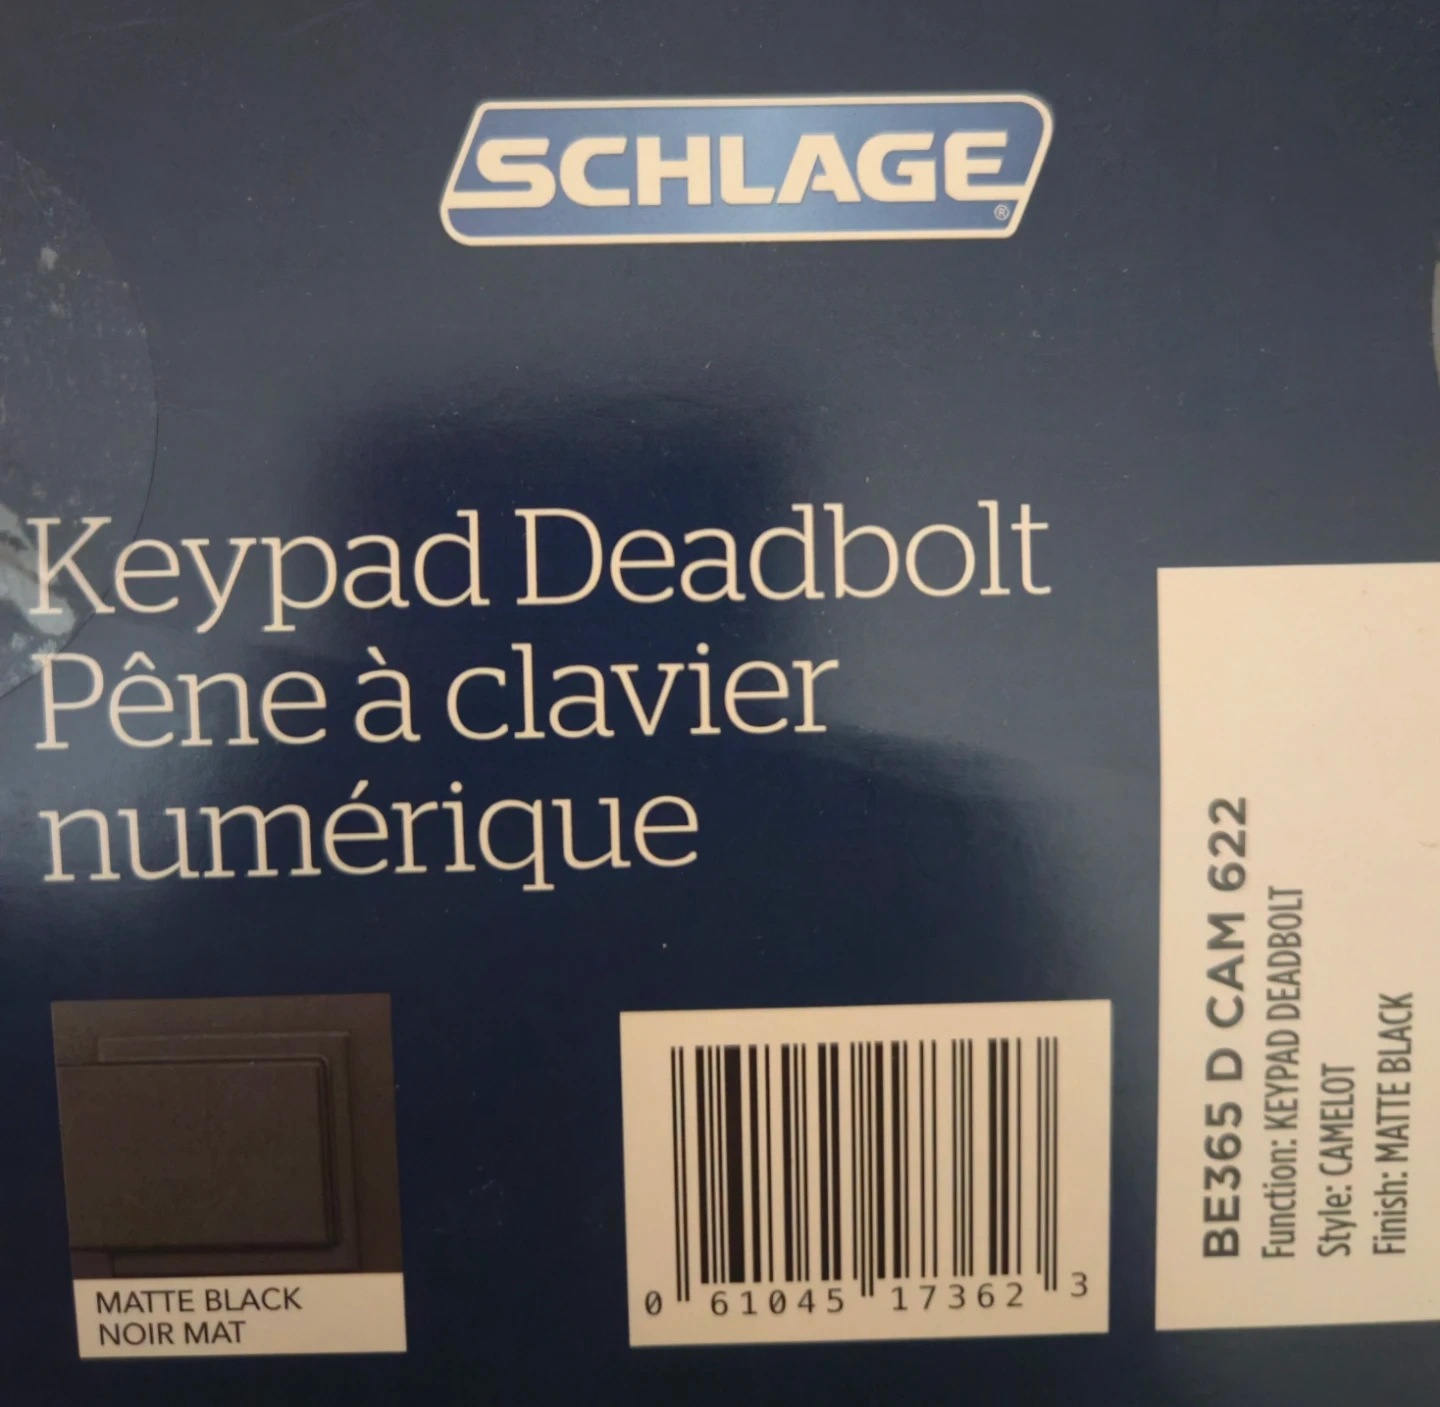 SCHLAGE
®
Keypad Deadbolt
Pêne à clavier
numérique
MATTE BLACK
NOIR MAT
0 61045 17362 3
BE365 D CAM 622
Function: KEYPAD DEADBOLT
Style: CAMELOT
Finish: MATTE BLACK